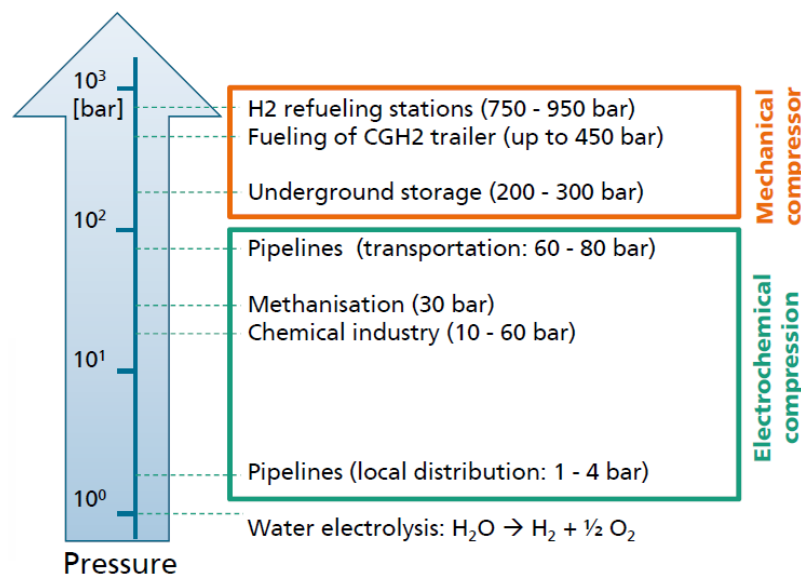 10³
[bar]
H2 refueling stations (750 - 950 bar)
Fueling of CGH2 trailer (up to 450 bar)
Underground storage (200 - 300 bar)
Mechanical
compressor
10²
Pipelines (transportation: 60 - 80 bar)
Methanisation (30 bar)
Chemical industry (10 - 60 bar)
10¹
Pipelines (local distribution: 1 - 4 bar)
Electrochemical
compression
10⁰
Water electrolysis: H₂O → H₂ + ½ O₂
Pressure